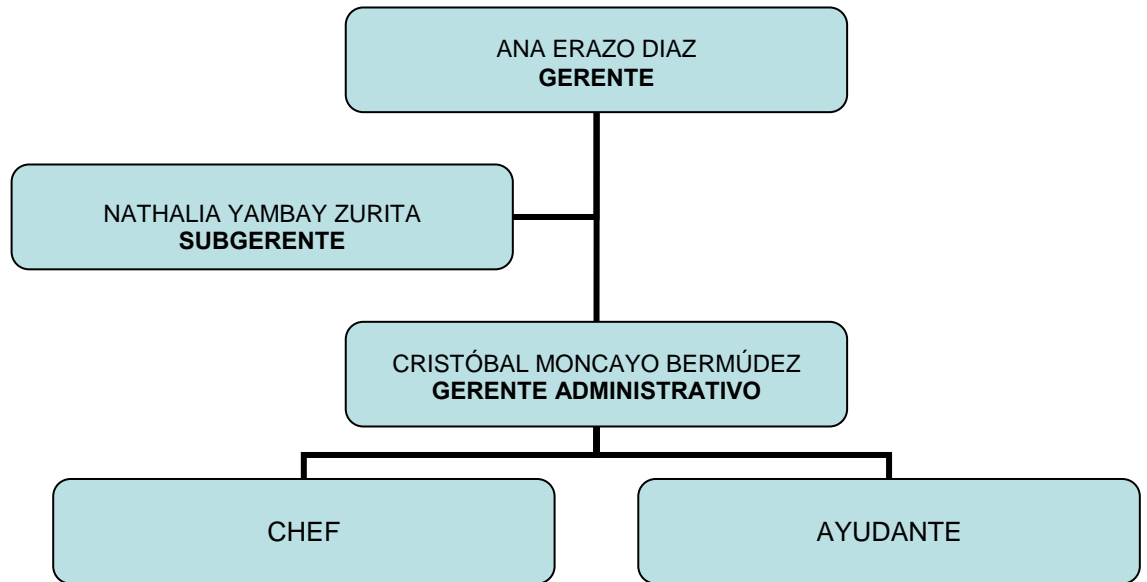 ANA ERAZO DIAZ
GERENTE
NATHALIA YAMBAY ZURITA
SUBGERENTE
CRISTÓBAL MONCAYO BERMÚDEZ
GERENTE ADMINISTRATIVO
CHEF
AYUDANTE